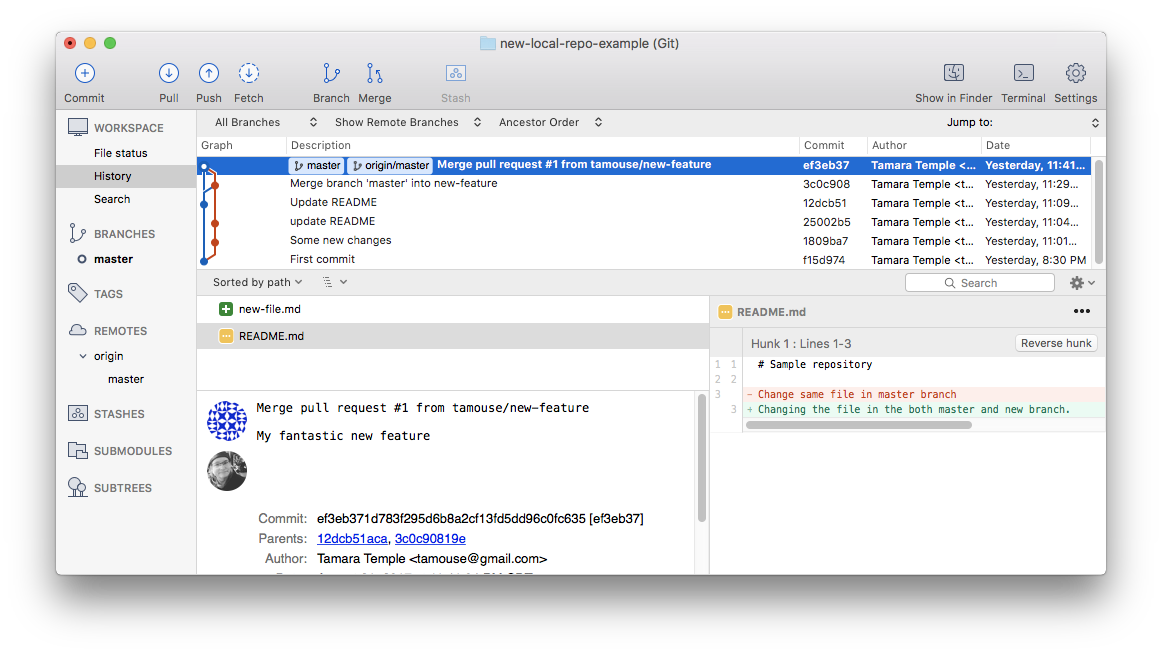 new-local-repo-example (Git)
Commit Pull Push Fetch Branch Merge Stash Show in Finder Terminal Settings
WORKSPACE
File status
History
Search
BRANCHES
master
TAGS
REMOTES
origin
master
STASHES
SUBMODULES
SUBTREES
All Branches Show Remote Branches Ancestor Order Jump to:
Graph Description Commit Author Date
master origin/master Merge pull request #1 from tamouse/new-feature ef3eb37 Tamara Temple <... Yesterday, 11:41...
Merge branch 'master' into new-feature 3c0c908 Tamara Temple <t... Yesterday, 11:29...
Update README 12dcb51 Tamara Temple <t... Yesterday, 11:09...
update README 25002b5 Tamara Temple <t... Yesterday, 11:04...
Some new changes 1809ba7 Tamara Temple <t... Yesterday, 11:01...
First commit f15d974 Tamara Temple <t... Yesterday, 8:30 PM
Sorted by path Search
new-file.md
README.md
Merge pull request #1 from tamouse/new-feature
My fantastic new feature
Commit: ef3eb371d783f295d6b8a2cf13fd5dd96c0fc635 [ef3eb37]
Parents: 12dcb51aca, 3c0c90819e
Author: Tamara Temple <tamouse@gmail.com>
README.md
Hunk 1 : Lines 1-3 Reverse hunk
1 1 # Sample repository
2 2
3 - Change same file in master branch
3 + Changing the file in the both master and new branch.